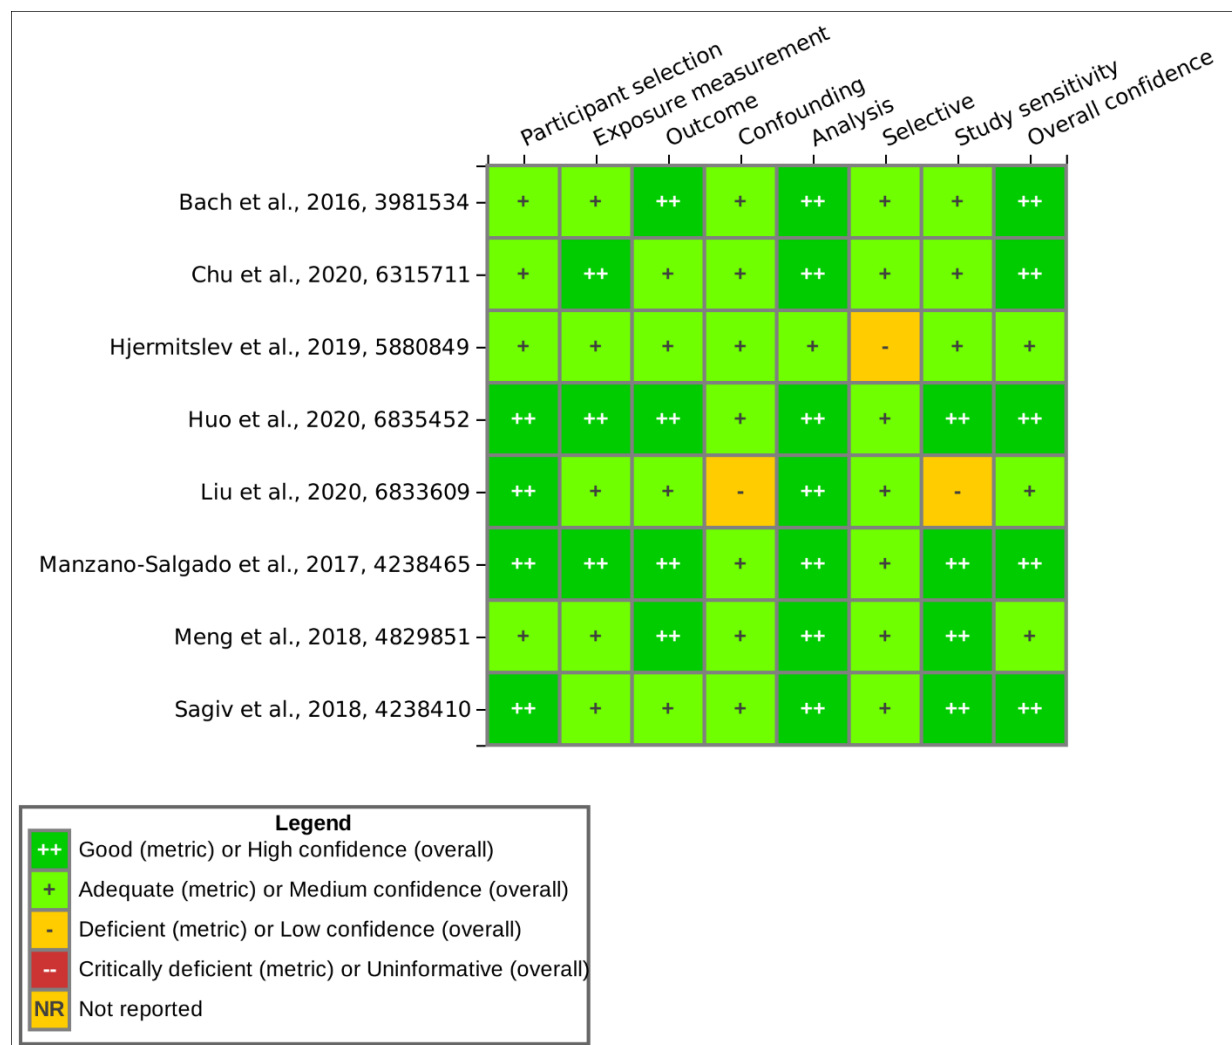 Participant selection
Exposure measurement
Outcome
Confounding
Analysis
Selective
Study sensitivity
Overall confidence
Bach et al., 2016, 3981534 + + ++ + ++ + + ++
Chu et al., 2020, 6315711 + ++ + + ++ + + ++
Hjermitslev et al., 2019, 5880849 + + + + + - + +
Huo et al., 2020, 6835452 ++ ++ ++ + ++ + ++ ++
Liu et al., 2020, 6833609 ++ + + - ++ + - +
Manzano-Salgado et al., 2017, 4238465 ++ ++ ++ + ++ + ++ ++
Meng et al., 2018, 4829851 + + ++ + ++ + ++ +
Sagiv et al., 2018, 4238410 ++ + + + ++ + ++ ++
Legend
++ Good (metric) or High confidence (overall)
+ Adequate (metric) or Medium confidence (overall)
- Deficient (metric) or Low confidence (overall)
-- Critically deficient (metric) or Uninformative (overall)
NR Not reported